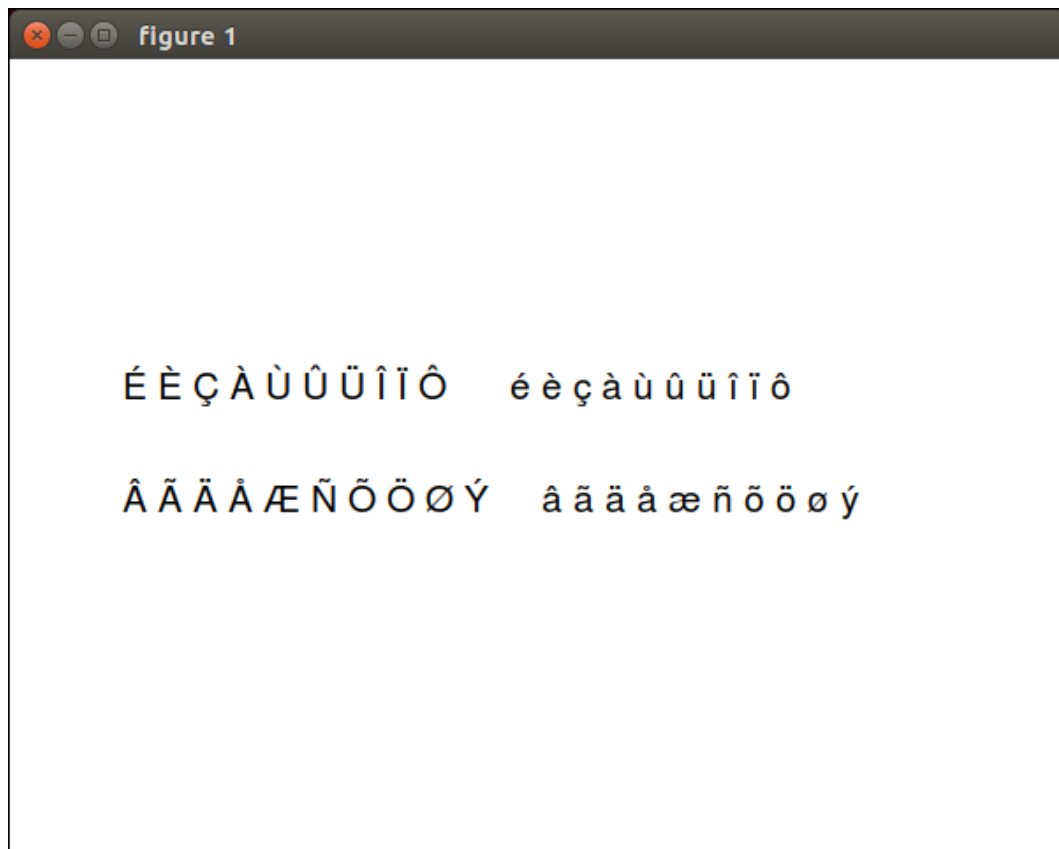 figure 1
É È Ç À Ù Û Ü Î Ï Ô é è ç à ù û ü î ï ô
Â Ã Ä Å Æ Ñ Õ Ö Ø Ý â ã ä å æ ñ õ ö ø ý